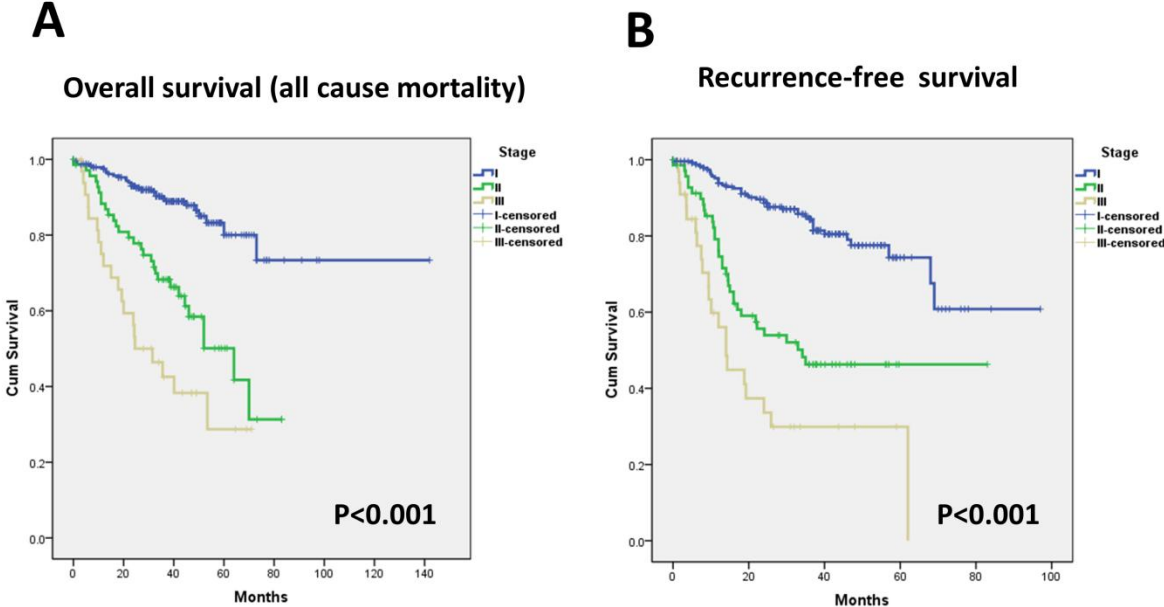 A
Overall survival (all cause mortality)
Cum Survival
1.0
0.8
0.6
0.4
0.2
0.0
0 20 40 60 80 100 120 140
Months
P<0.001
Stage
I
II
III
I-censored
II-censored
III-censored
B
Recurrence-free survival
Cum Survival
1.0
0.8
0.6
0.4
0.2
0.0
0 20 40 60 80 100
Months
P<0.001
Stage
I
II
III
I-censored
II-censored
III-censored